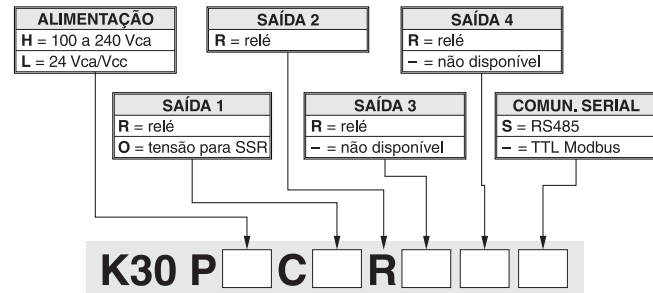 ALIMENTAÇÃO
H = 100 a 240 Vca
L = 24 Vca/Vcc
SAÍDA 2
R = relé
SAÍDA 4
R = relé
– = não disponível
SAÍDA 1
R = relé
O = tensão para SSR
SAÍDA 3
R = relé
– = não disponível
COMUN. SERIAL
S = RS485
– = TTL Modbus
K30 P C R